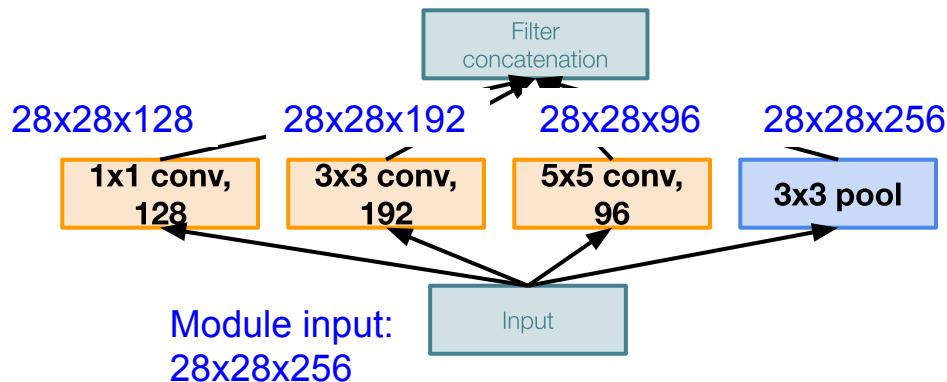 Filter
concatenation
28x28x128
28x28x192
28x28x96
28x28x256
1x1 conv,
128
3x3 conv,
192
5x5 conv,
96
3x3 pool
Input
Module input:
28x28x256